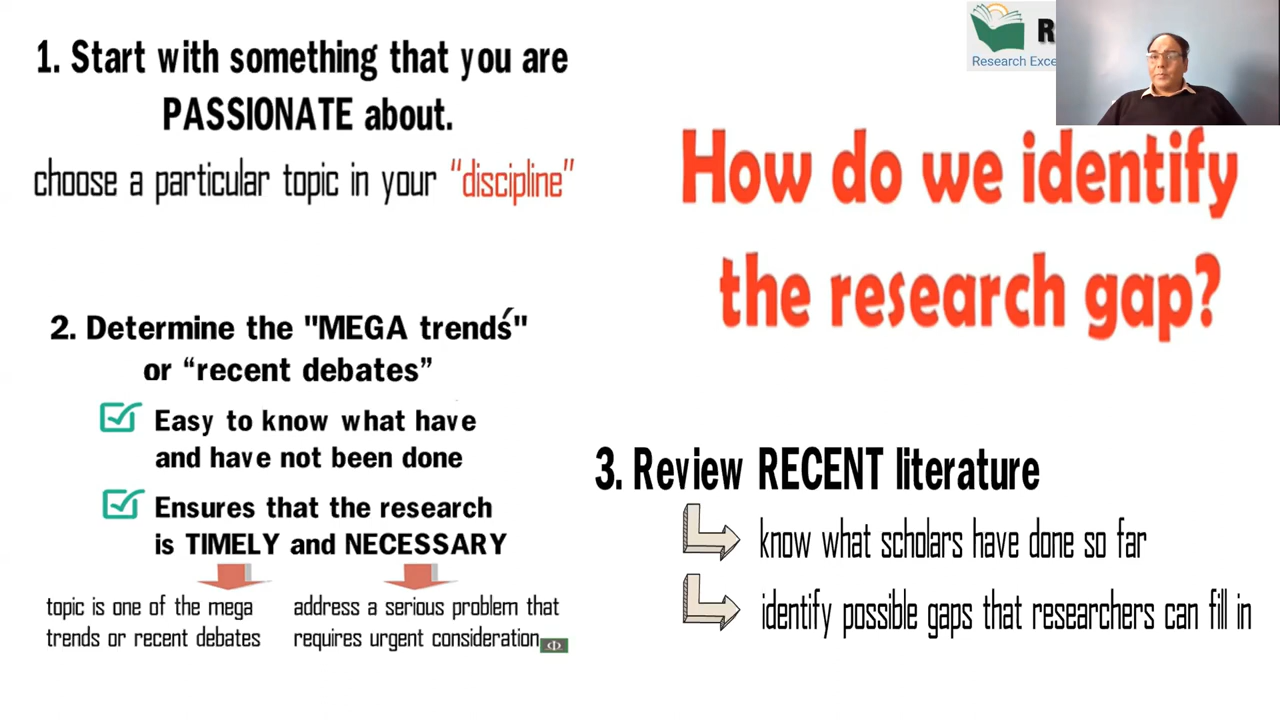 1. Start with something that you are
PASSIONATE about.
choose a particular topic in your “discipline”
2. Determine the "MEGA trends"
or “recent debates”
Easy to know what have
and have not been done
Ensures that the research
is TIMELY and NECESSARY
topic is one of the mega
trends or recent debates
address a serious problem that
requires urgent consideration
Φ
R
Research Exce
How do we identify
the research gap?
3. Review RECENT literature
know what scholars have done so far
identify possible gaps that researchers can fill in